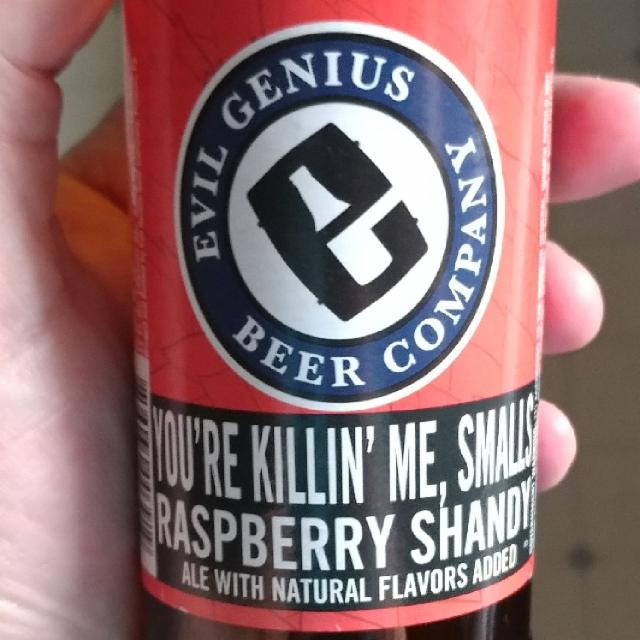 EVIL GENIUS
BEER COMPANY
YOU'RE KILLIN' ME, SMALLS
RASPBERRY SHANDY
ALE WITH NATURAL FLAVORS ADDED